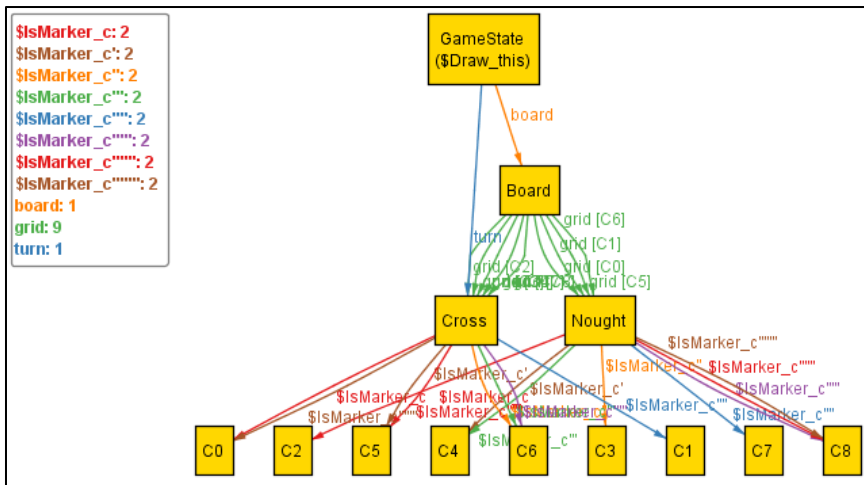 $IsMarker_c: 2
$IsMarker_c': 2
$IsMarker_c'': 2
$IsMarker_c''': 2
$IsMarker_c'''': 2
$IsMarker_c''''': 2
$IsMarker_c'''''': 2
$IsMarker_c''''''': 2
board: 1
grid: 9
turn: 1
GameState
($Draw_this)
board
Board
turn
grid [C6]
grid [C1]
grid [C2]
grid [C0]
grid [C5]
Cross
Nought
$IsMarker_c'''''''
$IsMarker_c''
$IsMarker_c''''''
$IsMarker_c'
$IsMarker_c'
$IsMarker_c'''''
$IsMarker_c
$IsMarker_c
$IsMarker_c''''
$IsMarker_c''''
$IsMarker_c'''
C0
C2
C5
C4
C6
C3
C1
C7
C8